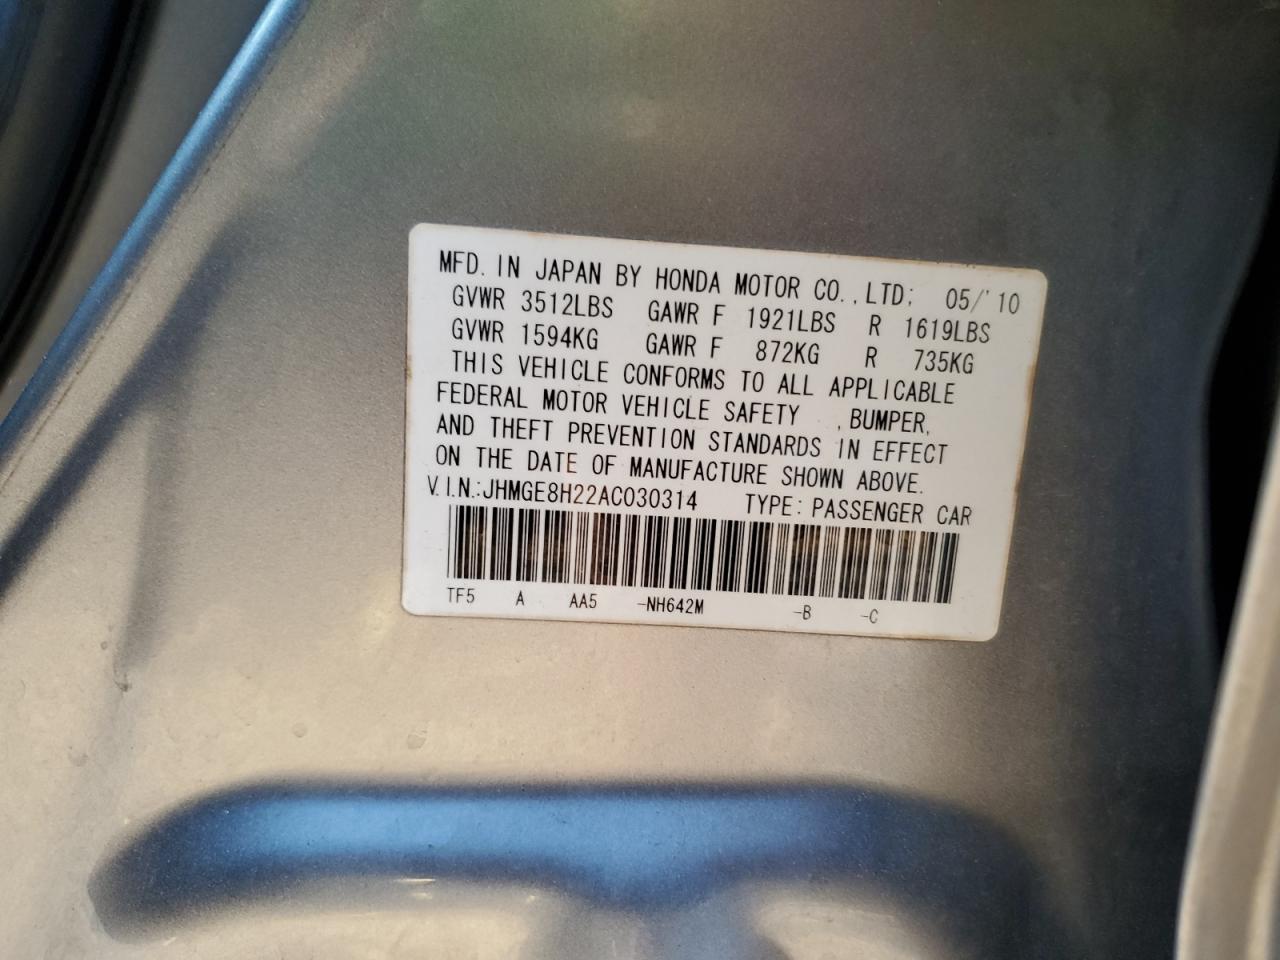 MFD. IN JAPAN BY HONDA MOTOR CO., LTD; 05/'10
GVWR 3512LBS GAWR F 1921LBS R 1619LBS
GVWR 1594KG GAWR F 872KG R 735KG
THIS VEHICLE CONFORMS TO ALL APPLICABLE
FEDERAL MOTOR VEHICLE SAFETY , BUMPER,
AND THEFT PREVENTION STANDARDS IN EFFECT
ON THE DATE OF MANUFACTURE SHOWN ABOVE.
V.I.N.:JHMGE8H22AC030314 TYPE: PASSENGER CAR
TF5 A AA5 -NH642M -B -C